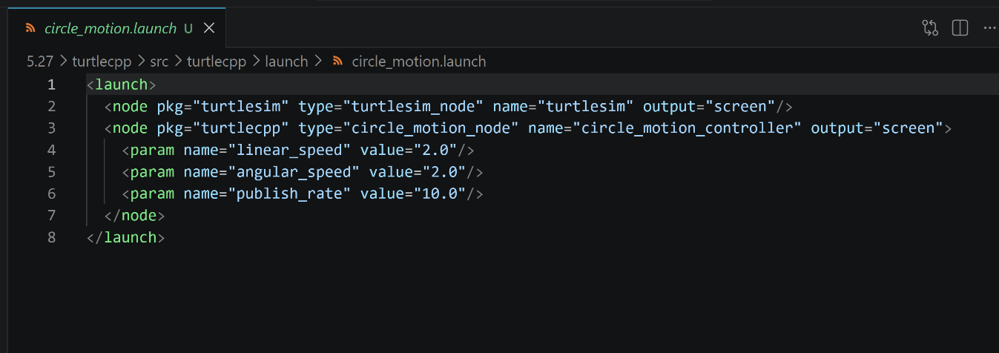 circle_motion.launch U
5.27 > turtlecpp > src > turtlecpp > launch > circle_motion.launch
1 <launch>
2   <node pkg="turtlesim" type="turtlesim_node" name="turtlesim" output="screen"/>
3   <node pkg="turtlecpp" type="circle_motion_node" name="circle_motion_controller" output="screen">
4     <param name="linear_speed" value="2.0"/>
5     <param name="angular_speed" value="2.0"/>
6     <param name="publish_rate" value="10.0"/>
7   </node>
8 </launch>